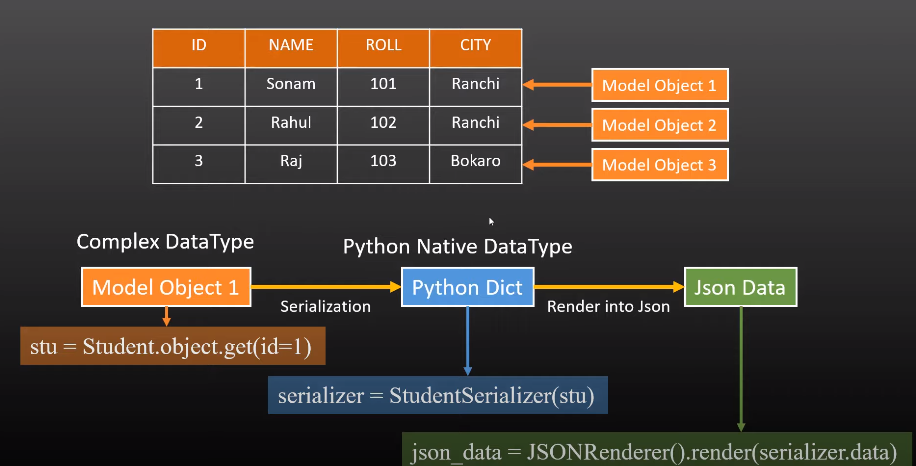 ID NAME ROLL CITY
1 Sonam 101 Ranchi
Model Object 1
2 Rahul 102 Ranchi
Model Object 2
3 Raj 103 Bokaro
Model Object 3
Complex DataType
Python Native DataType
Model Object 1
Serialization
Python Dict
Render into Json
Json Data
stu = Student.object.get(id=1)
serializer = StudentSerializer(stu)
json_data = JSONRenderer().render(serializer.data)